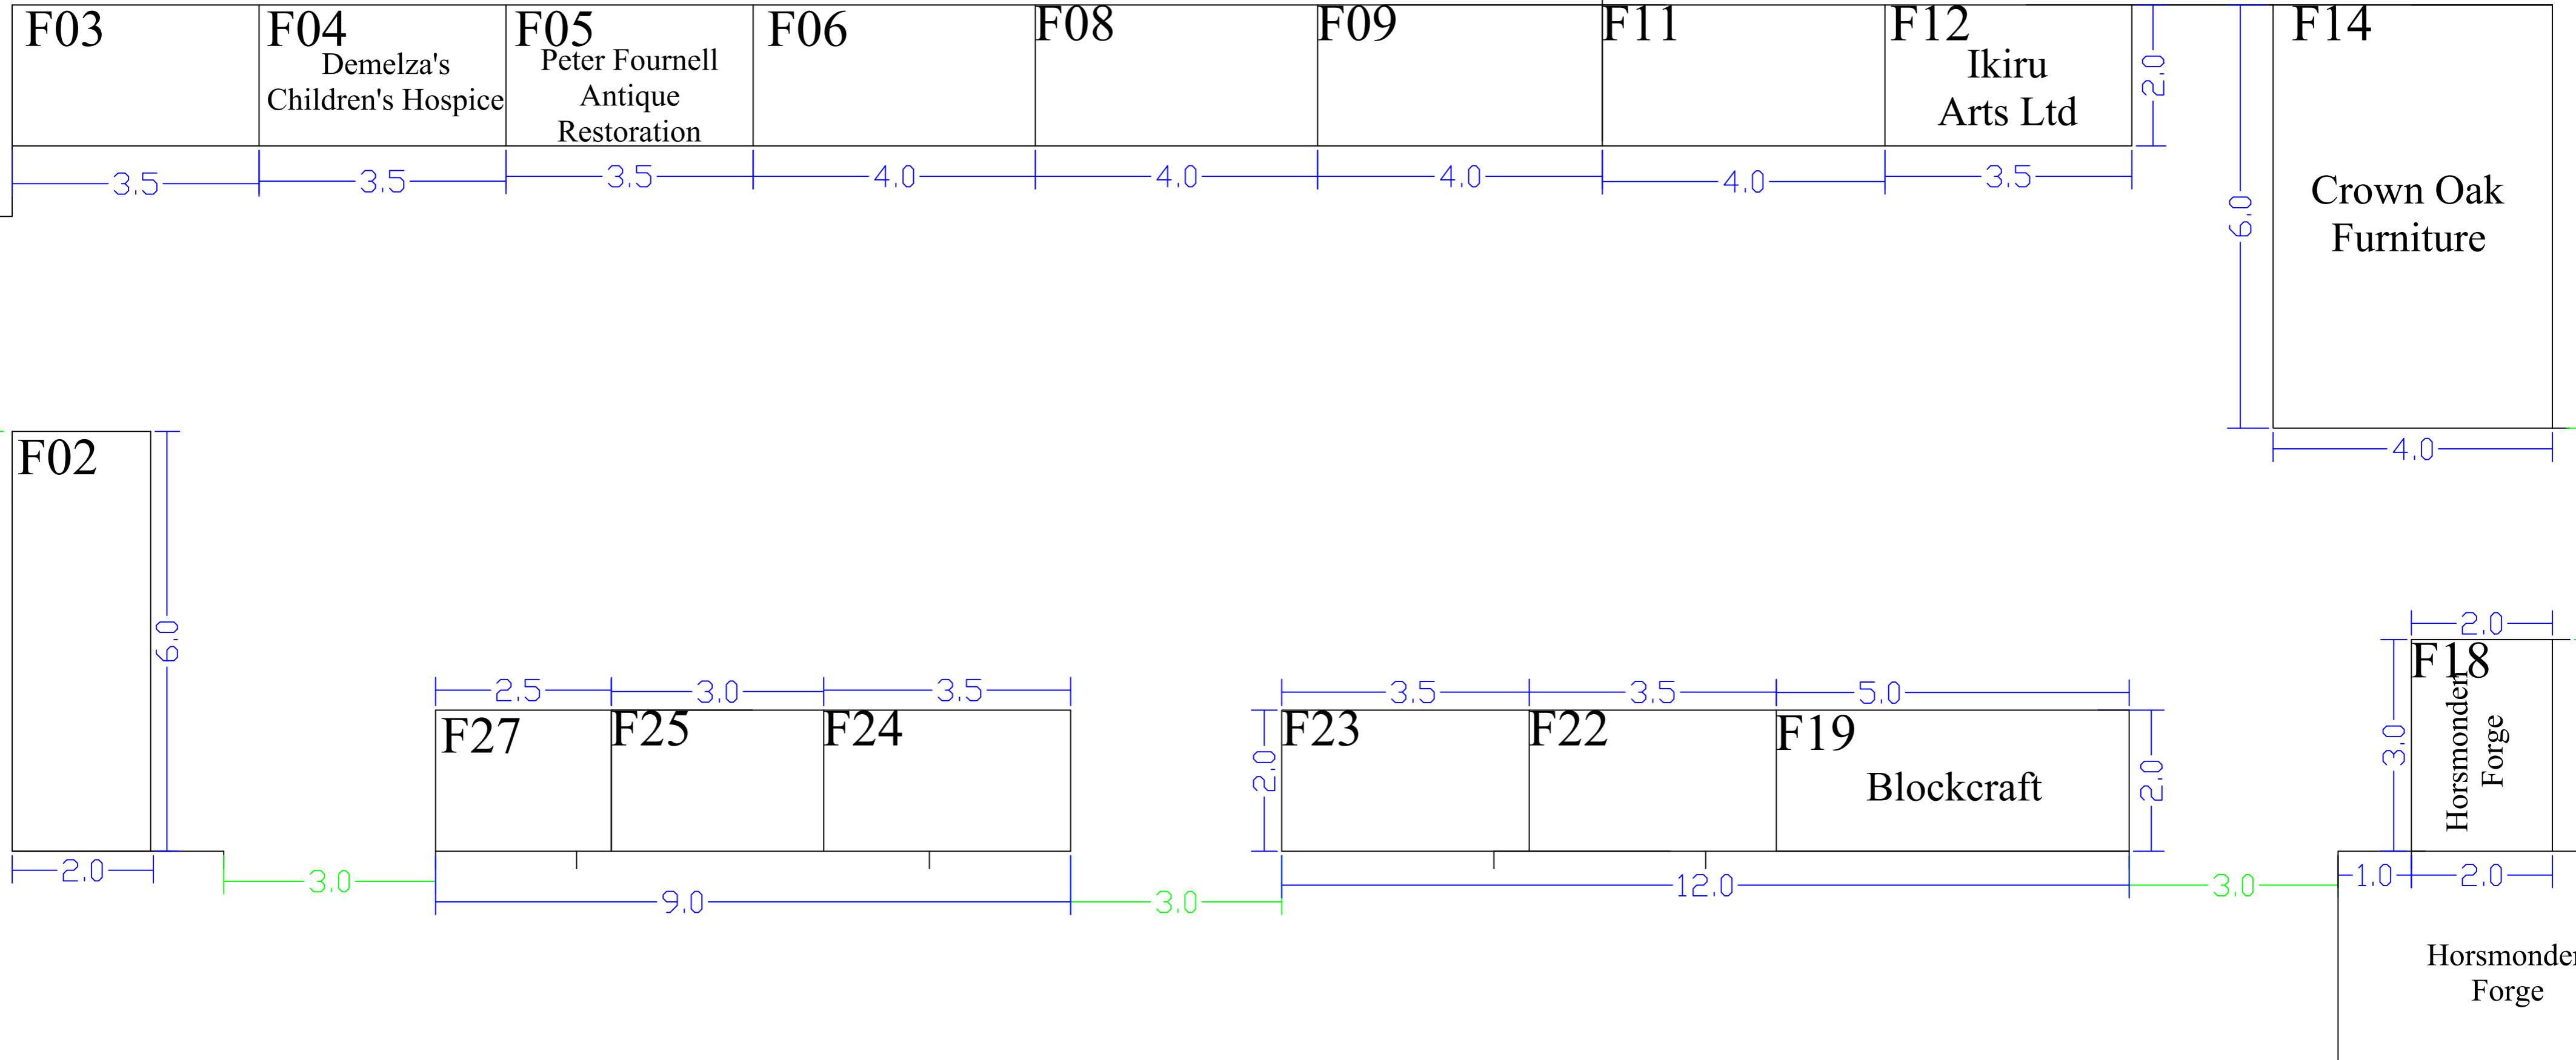 F03
F04
Demelza's
Children's Hospice
F05
Peter Fournell
Antique
Restoration
F06
F08
F09
F11
F12
Ikiru
Arts Ltd
2.0
F14
Crown Oak
Furniture
6.0
4.0
3.5
3.5
3.5
4.0
4.0
4.0
4.0
3.5
F02
6.0
2.0
3.0
2.5
3.0
3.5
F27
F25
F24
9.0
3.0
3.5
3.5
5.0
2.0
F23
F22
F19
Blockcraft
2.0
12.0
3.0
2.0
3.0
F18
Horsmonden
Forge
1.0
2.0
Horsmonden
Forge